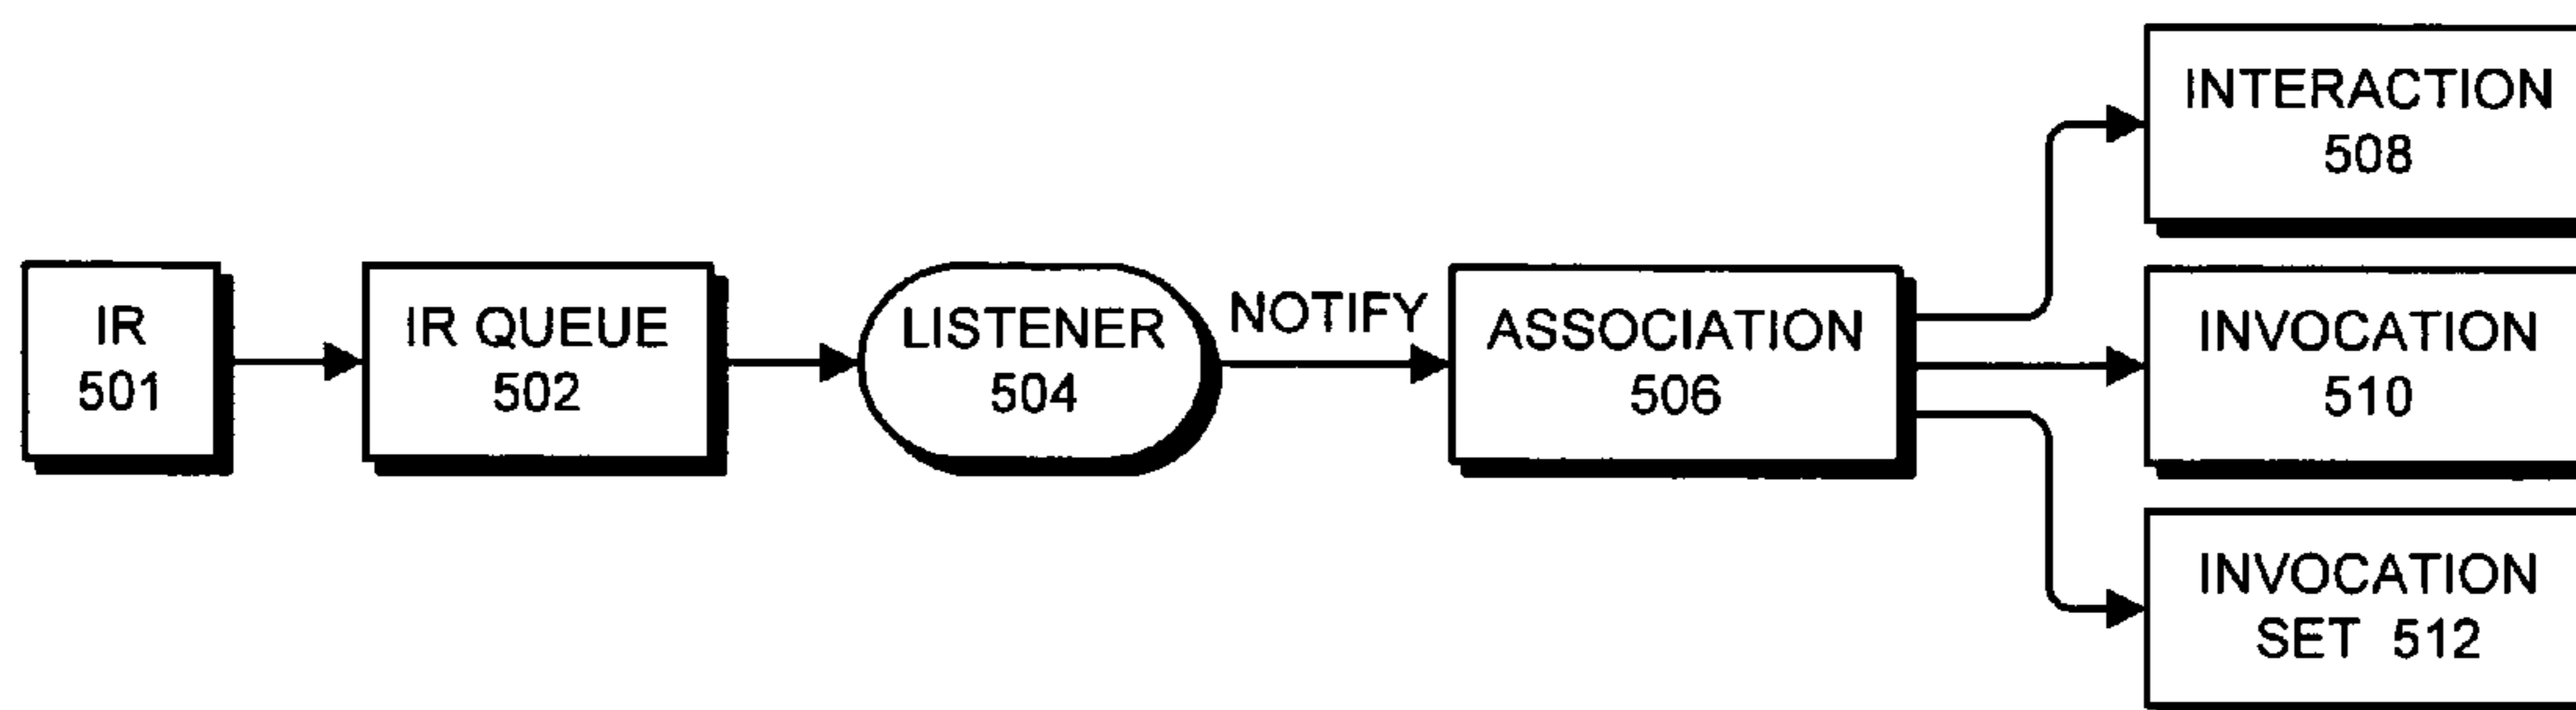 IR
501
IR QUEUE
502
LISTENER
504
NOTIFY
ASSOCIATION
506
INTERACTION
508
INVOCATION
510
INVOCATION
SET 512